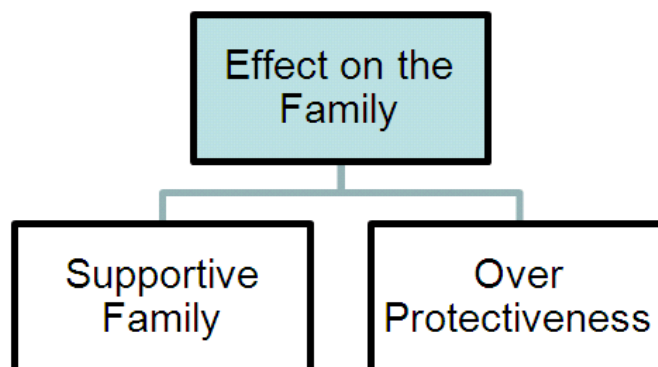 Effect on the
Family
Supportive
Family
Over
Protectiveness